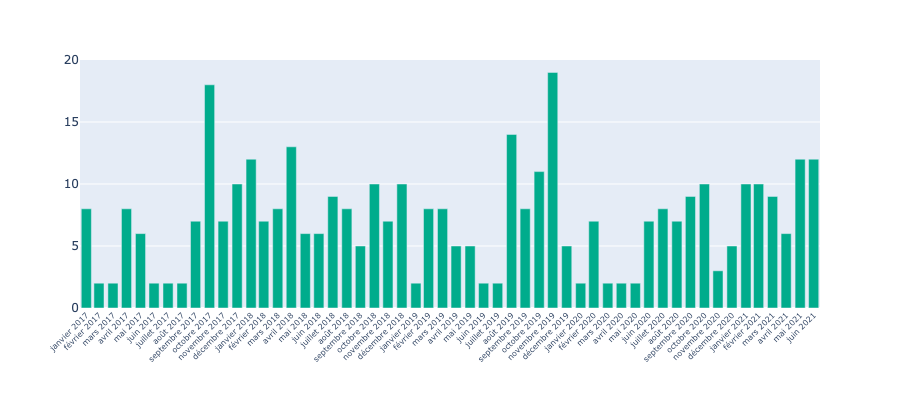 20
15
10
5
0
janvier 2017
février 2017
mars 2017
avril 2017
mai 2017
juin 2017
juillet 2017
août 2017
septembre 2017
octobre 2017
novembre 2017
décembre 2017
janvier 2018
février 2018
mars 2018
avril 2018
mai 2018
juin 2018
juillet 2018
août 2018
septembre 2018
octobre 2018
novembre 2018
décembre 2018
janvier 2019
février 2019
mars 2019
avril 2019
mai 2019
juin 2019
juillet 2019
août 2019
septembre 2019
octobre 2019
novembre 2019
décembre 2019
janvier 2020
février 2020
mars 2020
avril 2020
mai 2020
juin 2020
juillet 2020
août 2020
septembre 2020
octobre 2020
novembre 2020
décembre 2020
janvier 2021
février 2021
mars 2021
avril 2021
mai 2021
juin 2021